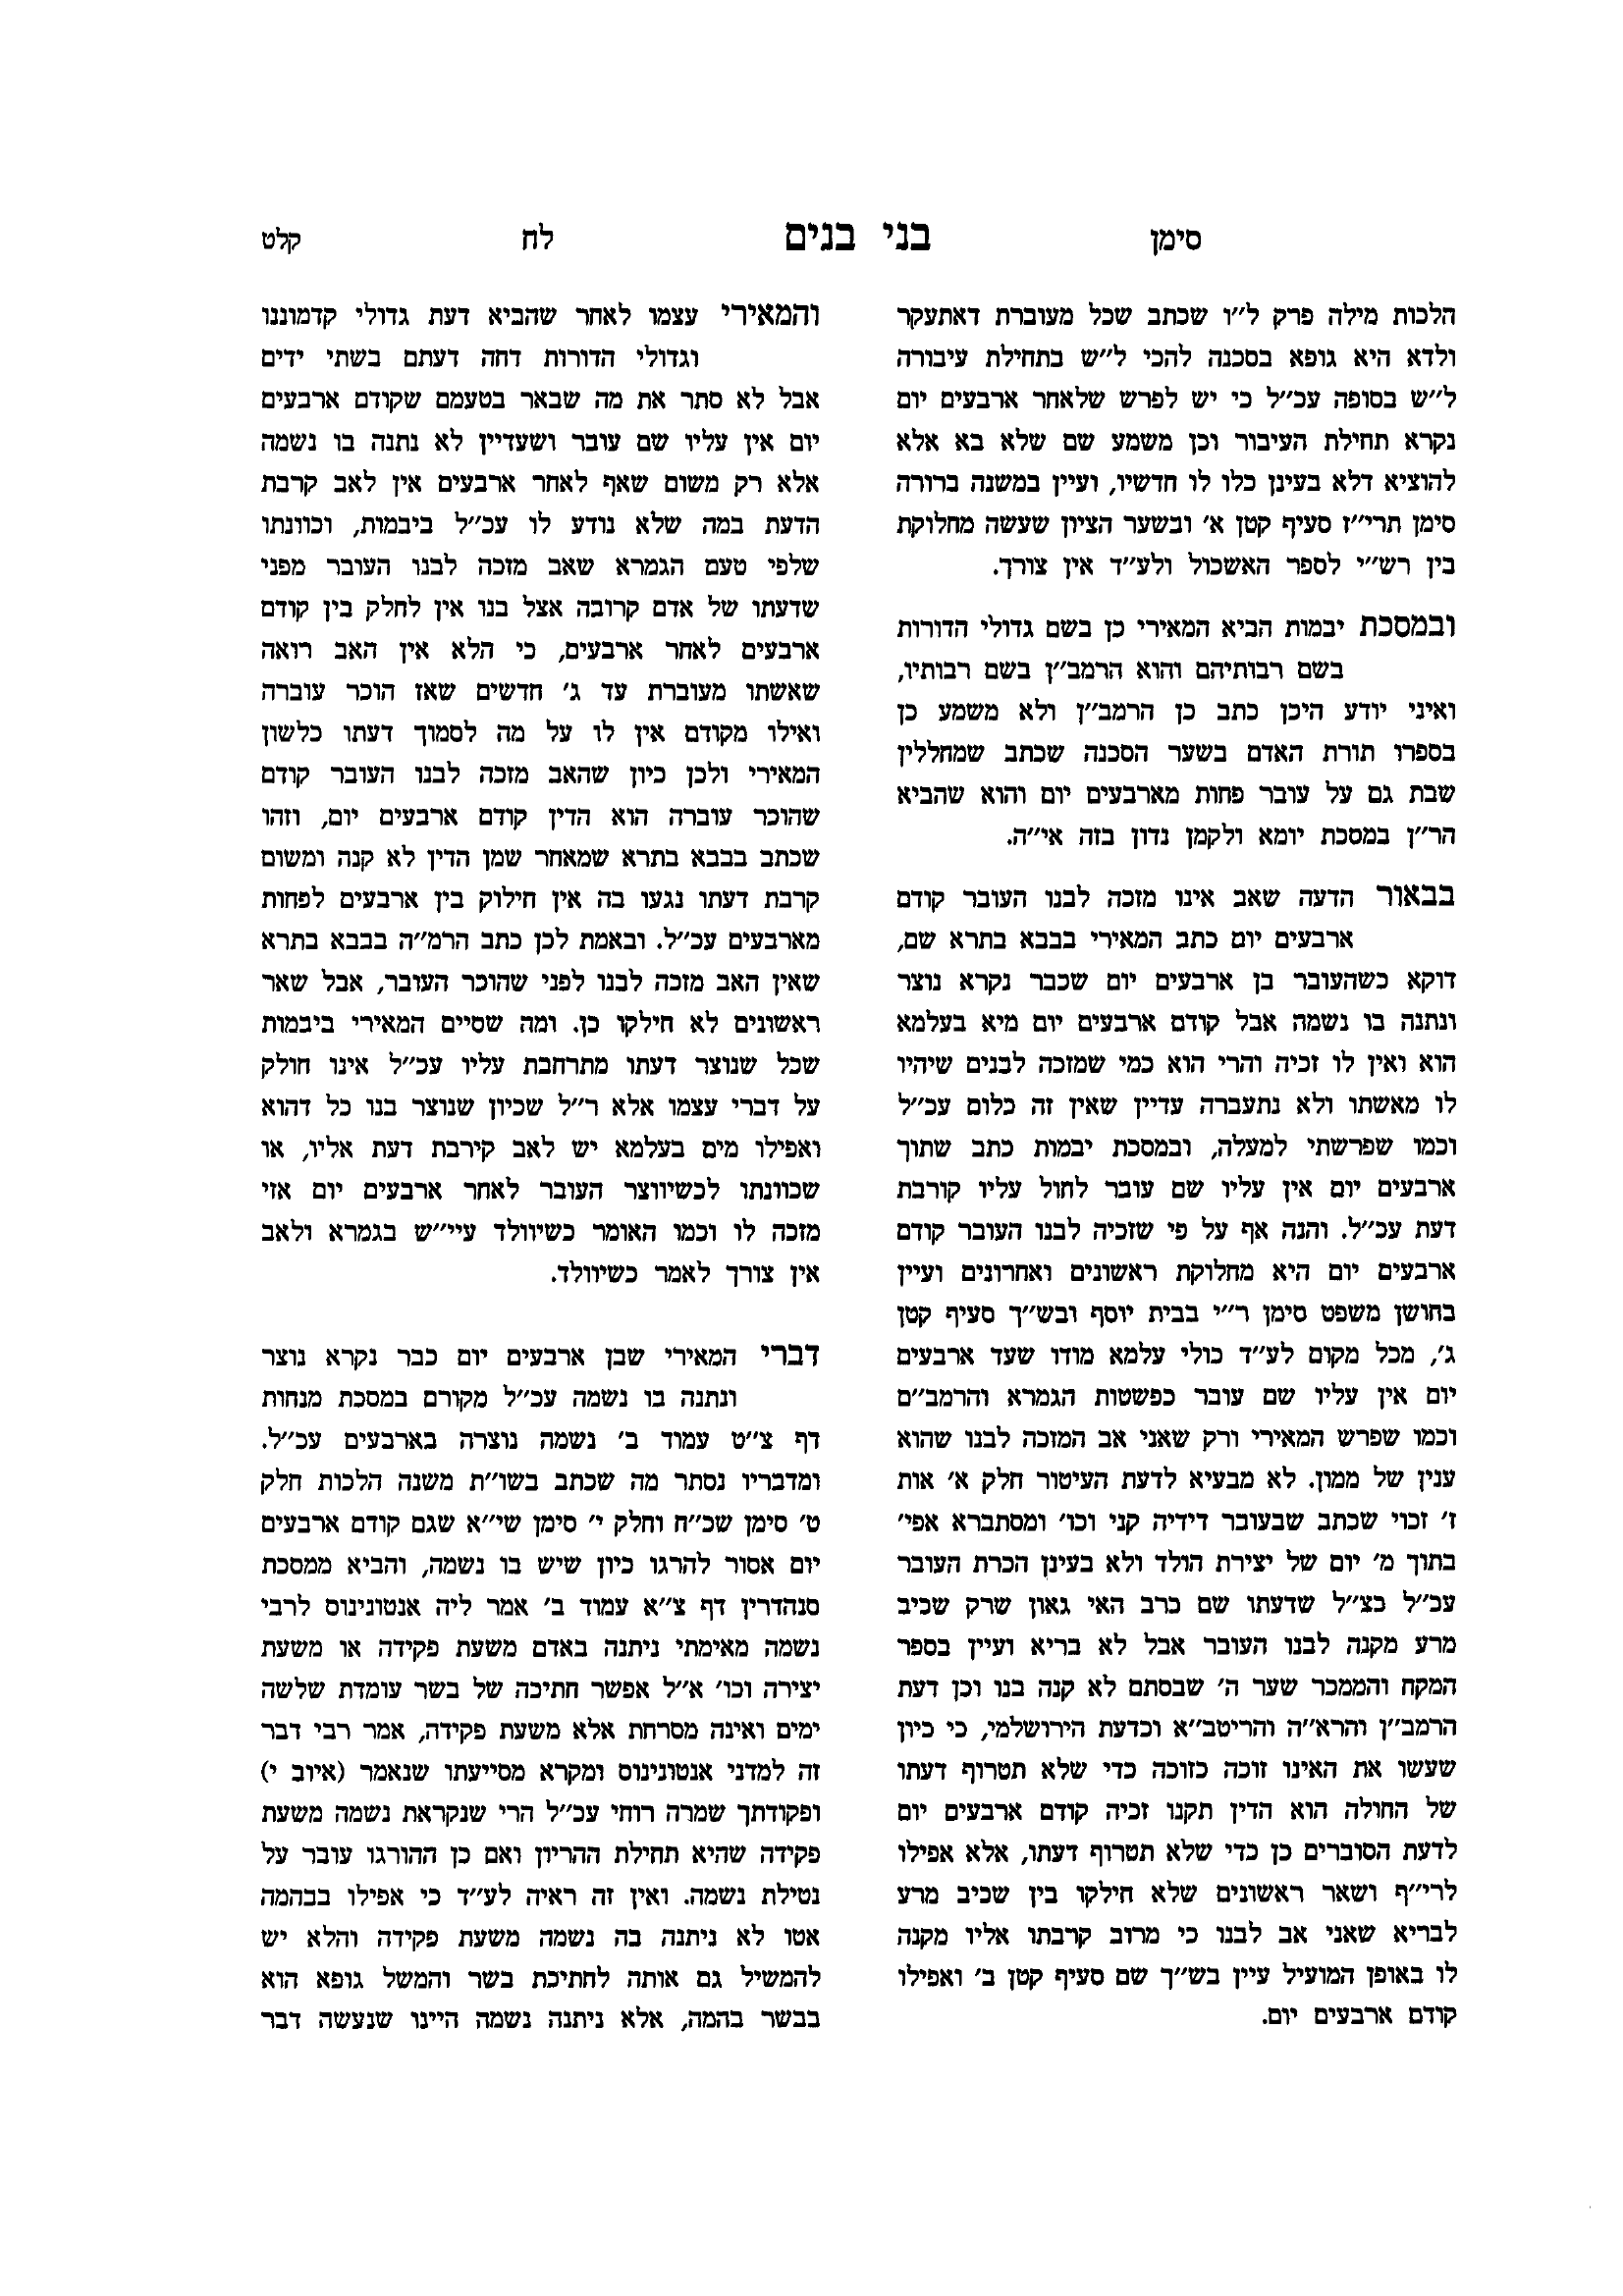 סימן בני בנים לח קלט
הלכות מילה פרק ל״ו שכתב שכל מעוברת דאתעקר
ולדא היא גופא בסכנה להכי ל״ש בתחילת עיבורה
ל״ש בסופה עכ״ל כי יש לפרש שלאחר ארבעים יום
נקרא תחילת העיבור וכן משמע שם שלא בא אלא
להוציא דלא בעינן כלו לו חדשיו, ועיין במשנה ברורה
סימן תרי״ז סעיף קטן א׳ ובשער הציון שעשה מחלוקת
בין רש״י לספר האשכול ולע״ד אין צורך.
ובמסכת יבמות הביא המאירי כן בשם גדולי הדורות
בשם רבותיהם והוא הרמב״ן בשם רבותיו,
ואיני יודע היכן כתב כן הרמב״ן ולא משמע כן
בספרו תורת האדם בשער הסכנה שכתב שמחללין
שבת גם על עובר פחות מארבעים יום והוא שהביא
הר״ן במסכת יומא ולקמן נדון בזה אי״ה.
בבאור הדעה שאב אינו מזכה לבנו העובר קודם
ארבעים יום כתב המאירי בבבא בתרא שם,
דוקא כשהעובר בן ארבעים יום שכבר נקרא נוצר
ונתנה בו נשמה אבל קודם ארבעים יום מיא בעלמא
הוא ואין לו זכיה והרי הוא כמי שמזכה לבנים שיהיו
לו מאשתו ולא נתעברה עדיין שאין זה כלום עכ״ל
וכמו שפרשתי למעלה, ובמסכת יבמות כתב שתוך
ארבעים יום אין עליו שם עובר לחול עליו קורבת
דעת עכ״ל. והנה אף על פי שזכיה לבנו העובר קודם
ארבעים יום היא מחלוקת ראשונים ואחרונים ועיין
בחושן משפט סימן ר״י בבית יוסף ובש״ך סעיף קטן
ג׳, מכל מקום לע״ד כולי עלמא מודו שעד ארבעים
יום אין עליו שם עובר כפשטות הגמרא והרמב״ם
וכמו שפרש המאירי ורק שאני אב המזכה לבנו שהוא
ענין של ממון. לא מבעיא לדעת העיטור חלק א׳ אות
ז׳ זכוי שכתב שבעובר דידיה קני וכו׳ ומסתברא אפי׳
בתוך מ׳ יום של יצירת הולד ולא בעינן הכרת העובר
עכ״ל בצ״ל שדעתו שם כרב האי גאון שרק שכיב
מרע מקנה לבנו העובר אבל לא בריא ועיין בספר
המקח והממכר שער ה׳ שבסתם לא קנה בנו וכן דעת
הרמב״ן והרא״ה והריטב״א וכדעת הירושלמי, כי כיון
שעשו את האינו זוכה כזוכה כדי שלא תטרוף דעתו
של החולה הוא הדין תקנו זכיה קודם ארבעים יום
לדעת הסוברים כן כדי שלא תטרוף דעתו, אלא אפילו
לרי״ף ושאר ראשונים שלא חילקו בין שכיב מרע
לבריא שאני אב לבנו כי מרוב קרבתו אליו מקנה
לו באופן המועיל עיין בש״ך שם סעיף קטן ב׳ ואפילו
קודם ארבעים יום.
והמאירי עצמו לאחר שהביא דעת גדולי קדמוננו
וגדולי הדורות דחה דעתם בשתי ידים
אבל לא סתר את מה שבאר בטעמם שקודם ארבעים
יום אין עליו שם עובר ושעדיין לא נתנה בו נשמה
אלא רק משום שאף לאחר ארבעים אין לאב קרבת
הדעת במה שלא נודע לו עכ״ל ביבמות, וכוונתו
שלפי טעם הגמרא שאב מזכה לבנו העובר מפני
שדעתו של אדם קרובה אצל בנו אין לחלק בין קודם
ארבעים לאחר ארבעים, כי הלא אין האב רואה
שאשתו מעוברת עד ג׳ חדשים שאז הוכר עוברה
ואילו מקודם אין לו על מה לסמוך דעתו כלשון
המאירי ולכן כיון שהאב מזכה לבנו העובר קודם
שהוכר עוברה הוא הדין קודם ארבעים יום, וזהו
שכתב בבבא בתרא שמאחר שמן הדין לא קנה ומשום
קרבת דעתו נגעו בה אין חילוק בין ארבעים לפחות
מארבעים עכ״ל. ובאמת לכן כתב הרמ״ה בבבא בתרא
שאין האב מזכה לבנו לפני שהוכר העובר, אבל שאר
ראשונים לא חילקו כן. ומה שסיים המאירי ביבמות
שכל שנוצר דעתו מתרחבת עליו עכ״ל אינו חולק
על דברי עצמו אלא ר״ל שכיון שנוצר בנו כל דהוא
ואפילו מים בעלמא יש לאב קירבת דעת אליו, או
שכוונתו לכשיווצר העובר לאחר ארבעים יום אזי
מזכה לו וכמו האומר כשיוולד עיי״ש בגמרא ולאב
אין צורך לאמר כשיוולד.
דברי המאירי שבן ארבעים יום כבר נקרא נוצר
ונתנה בו נשמה עכ״ל מקורם במסכת מנחות
דף צ״ט עמוד ב׳ נשמה נוצרה בארבעים עכ״ל.
ומדבריו נסתר מה שכתב בשו״ת משנה הלכות חלק
ט׳ סימן שכ״ח וחלק י׳ סימן שי״א שגם קודם ארבעים
יום אסור להרגו כיון שיש בו נשמה, והביא ממסכת
סנהדרין דף צ״א עמוד ב׳ אמר ליה אנטונינוס לרבי
נשמה מאימתי ניתנה באדם משעת פקידה או משעת
יצירה וכו׳ א״ל אפשר חתיכה של בשר עומדת שלשה
ימים ואינה מסרחת אלא משעת פקידה, אמר רבי דבר
זה למדני אנטונינוס ומקרא מסייעתו שנאמר (איוב י)
ופקודתך שמרה רוחי עכ״ל הרי שנקראת נשמה משעת
פקידה שהיא תחילת ההריון ואם כן ההורגו עובר על
נטילת נשמה. ואין זה ראיה לע״ד כי אפילו בבהמה
אטו לא ניתנה בה נשמה משעת פקידה והלא יש
להמשיל גם אותה לחתיכת בשר והמשל גופא הוא
בבשר בהמה, אלא ניתנה נשמה היינו שנעשה דבר